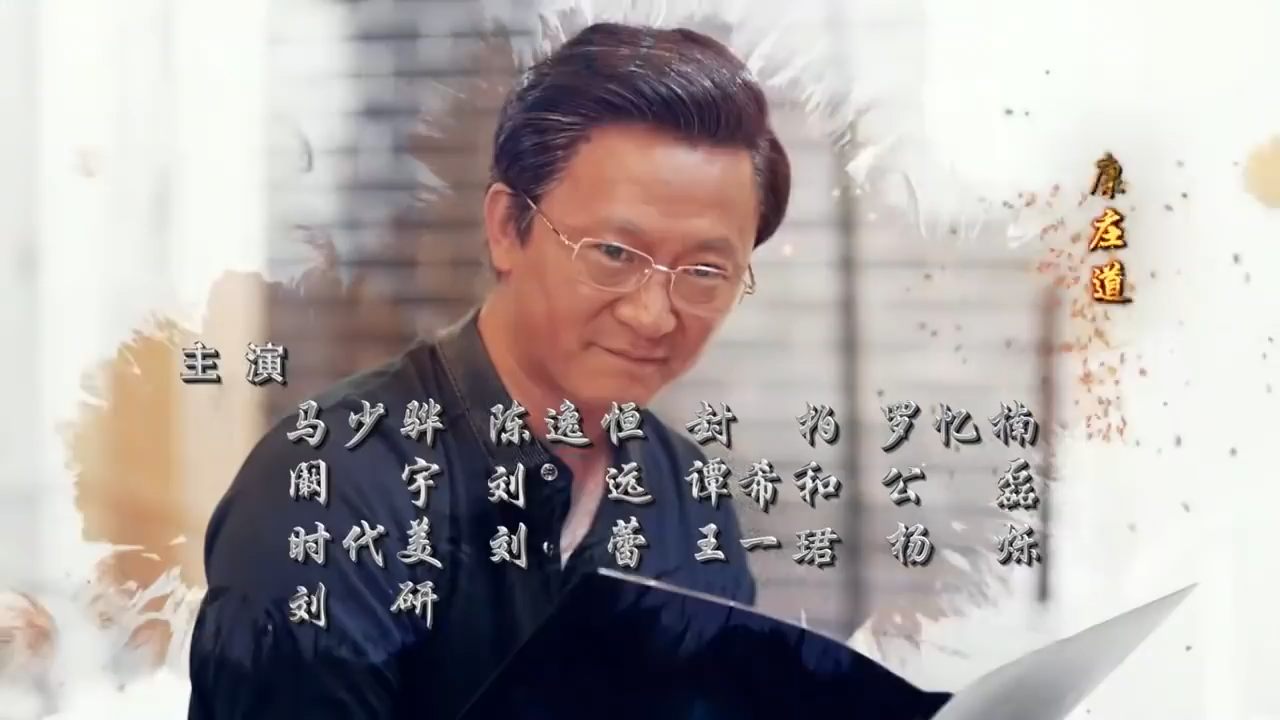 康庄道
主演
马少骅 陈逸恒 封柏 罗忆楠
阚宇 刘远 谭希和 公磊
时代美 刘蕾 王一珺 杨烁
刘研